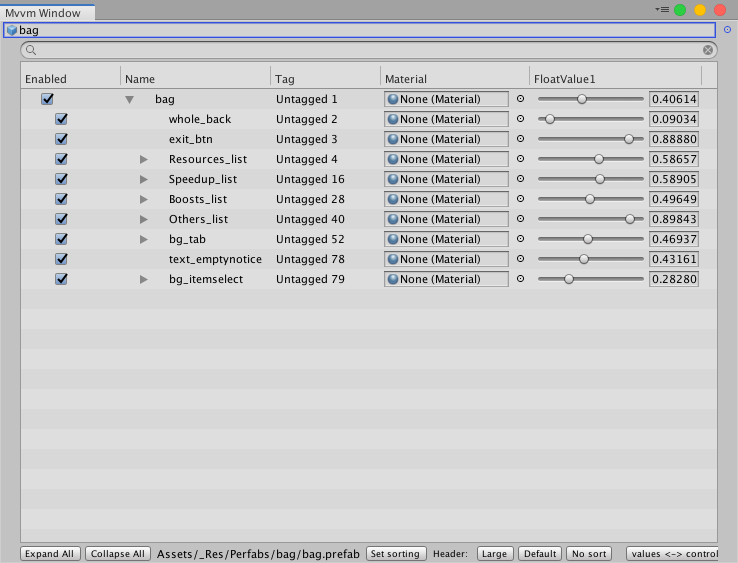 Mvvm Window
bag
Enabled Name Tag Material FloatValue1
bag Untagged 1 None (Material) 0.40614
whole_back Untagged 2 None (Material) 0.09034
exit_btn Untagged 3 None (Material) 0.88880
Resources_list Untagged 4 None (Material) 0.58657
Speedup_list Untagged 16 None (Material) 0.58905
Boosts_list Untagged 28 None (Material) 0.49649
Others_list Untagged 40 None (Material) 0.89843
bg_tab Untagged 52 None (Material) 0.46937
text_emptynotice Untagged 78 None (Material) 0.43161
bg_itemselect Untagged 79 None (Material) 0.28280
Expand All Collapse All Assets/_Res/Perfabs/bag/bag.prefab Set sorting Header: Large Default No sort values <-> control